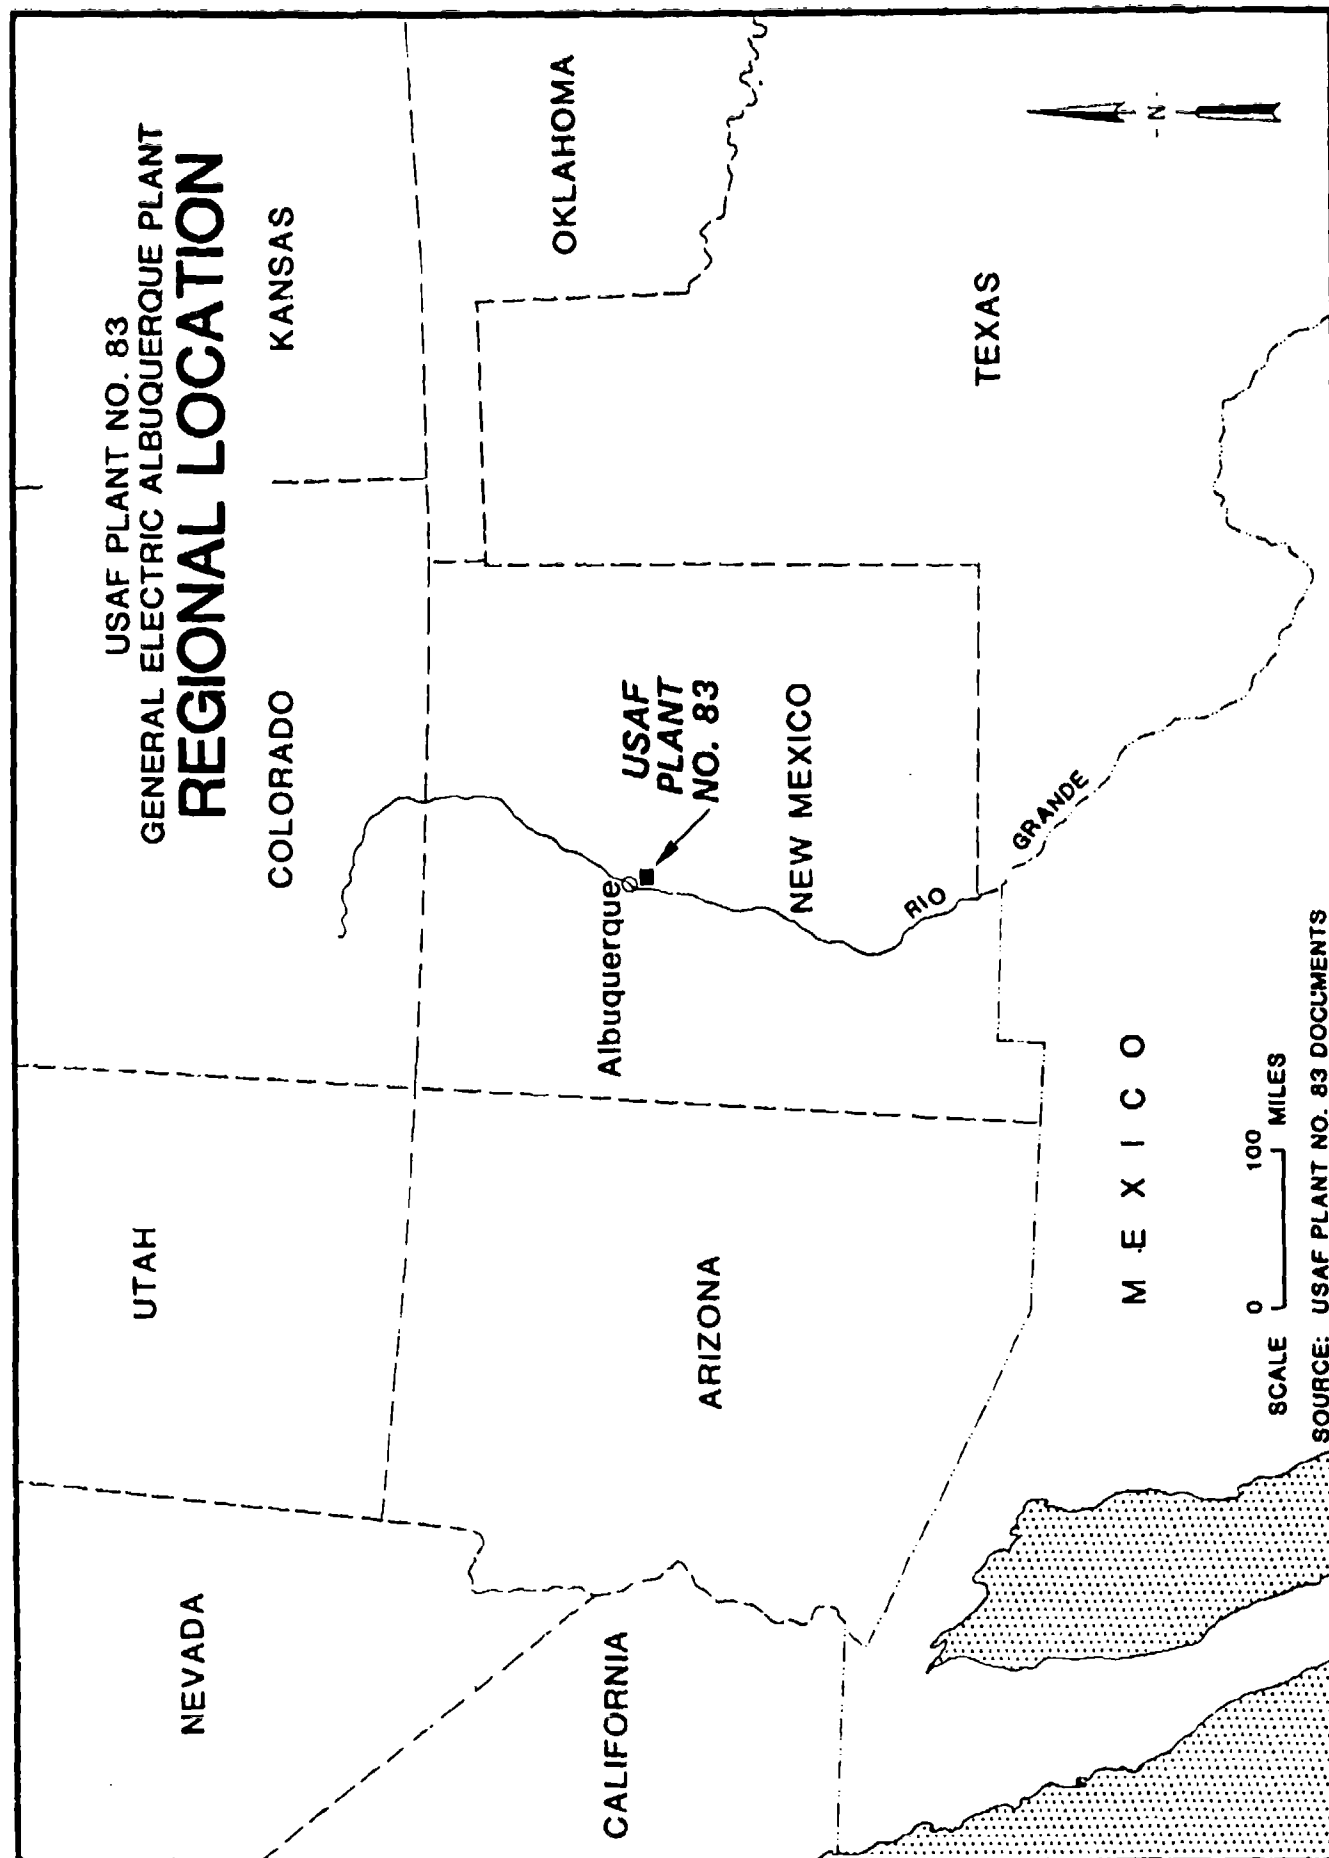 USAF PLANT NO. 83
GENERAL ELECTRIC ALBUQUERQUE PLANT
REGIONAL LOCATION
NEVADA
UTAH
COLORADO
KANSAS
OKLAHOMA
CALIFORNIA
ARIZONA
Albuquerque
USAF
PLANT
NO. 83
NEW MEXICO
TEXAS
RIO GRANDE
MEXICO
-N-
SCALE 0 100 MILES
SOURCE: USAF PLANT NO. 83 DOCUMENTS